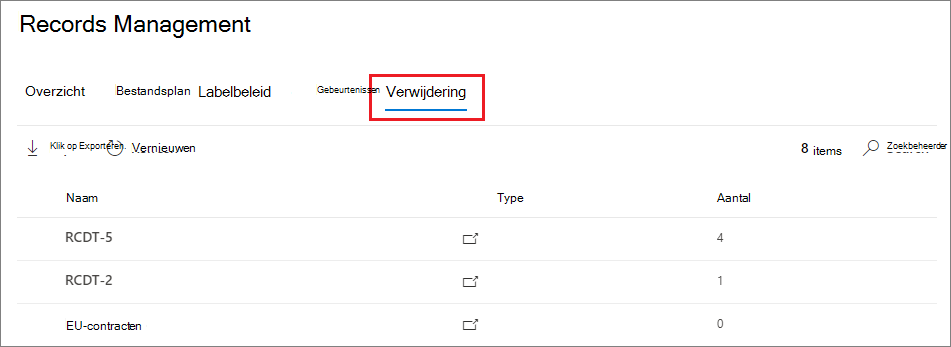 Records Management
Overzicht Bestandsplan Labelbeleid Gebeurtenissen Verwijdering
Klik op Exporteren. Vernieuwen 8 items Zoekbeheerder
Naam Type Aantal
RCDT-5 4
RCDT-2 1
EU-contracten 0